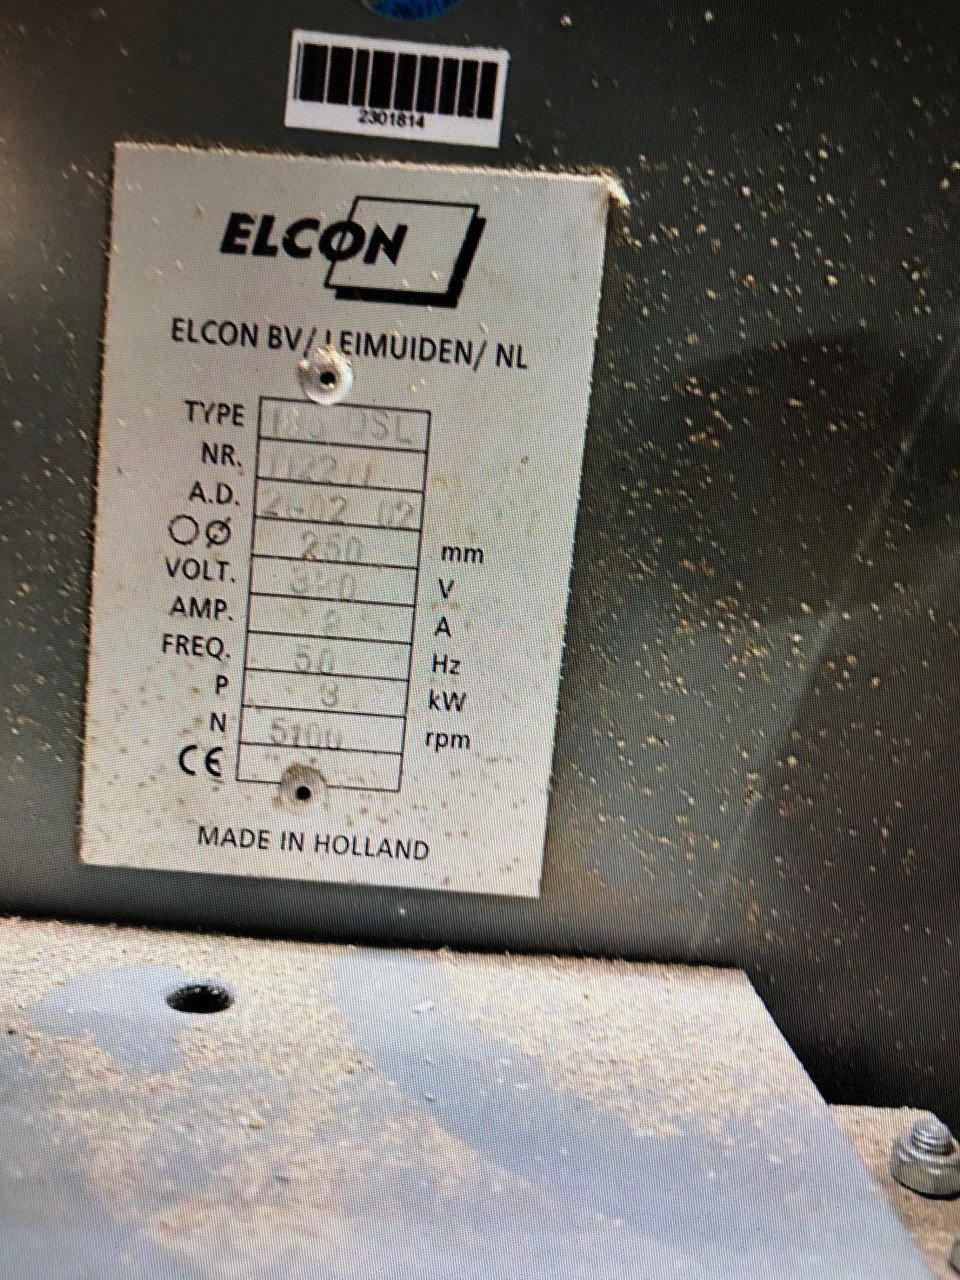 2301814
ELCON
ELCON BV/ LEIMUIDEN/ NL
TYPE DSL
NR.
A.D.
250 mm
VOLT. V
AMP. A
FREQ. 50 Hz
P 3 kW
N 5100 rpm
CE
MADE IN HOLLAND